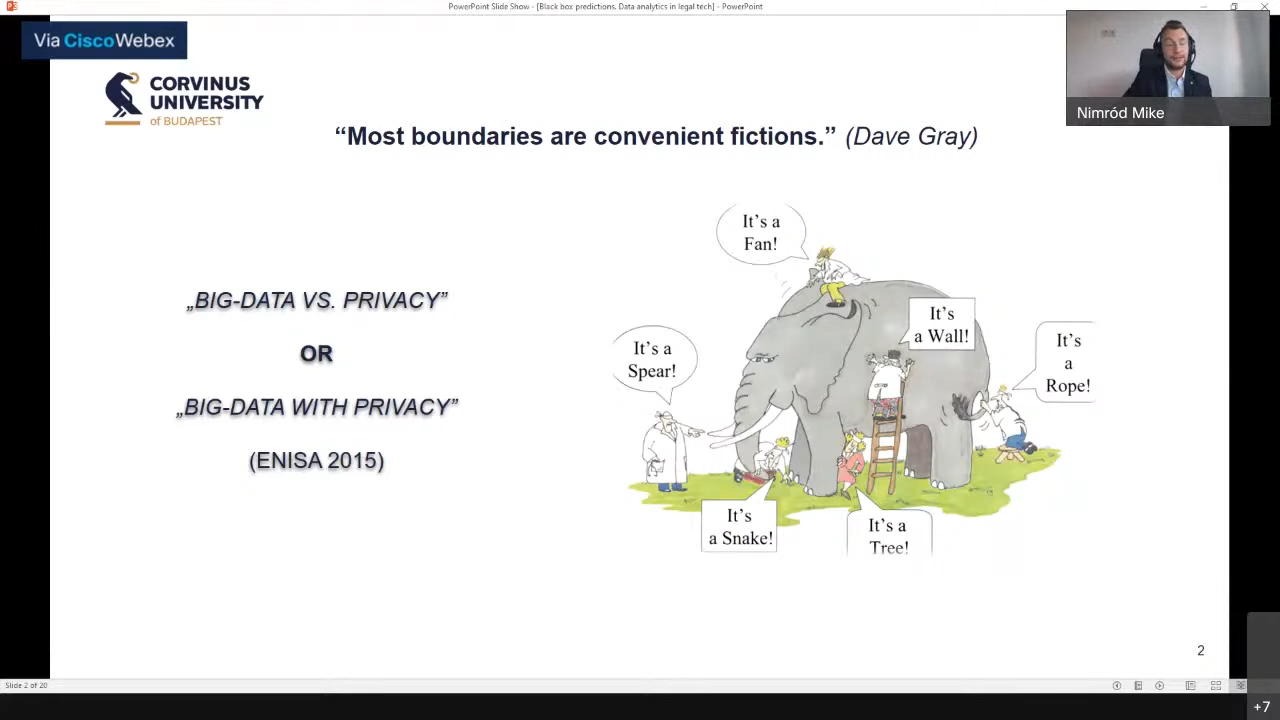 PowerPoint Slide Show - [Black box predictions. Data analytics in legal tech] - PowerPoint
Via CiscoWebex
Nimród Mike
CORVINUS
UNIVERSITY
of BUDAPEST
“Most boundaries are convenient fictions.” (Dave Gray)
„BIG-DATA VS. PRIVACY”
OR
„BIG-DATA WITH PRIVACY”
(ENISA 2015)
It’s a
Fan!
It’s
a Wall!
It’s a
Spear!
It’s
a
Rope!
It’s
a Snake!
It’s a
Tree!
2
Slide 2 of 20
+7